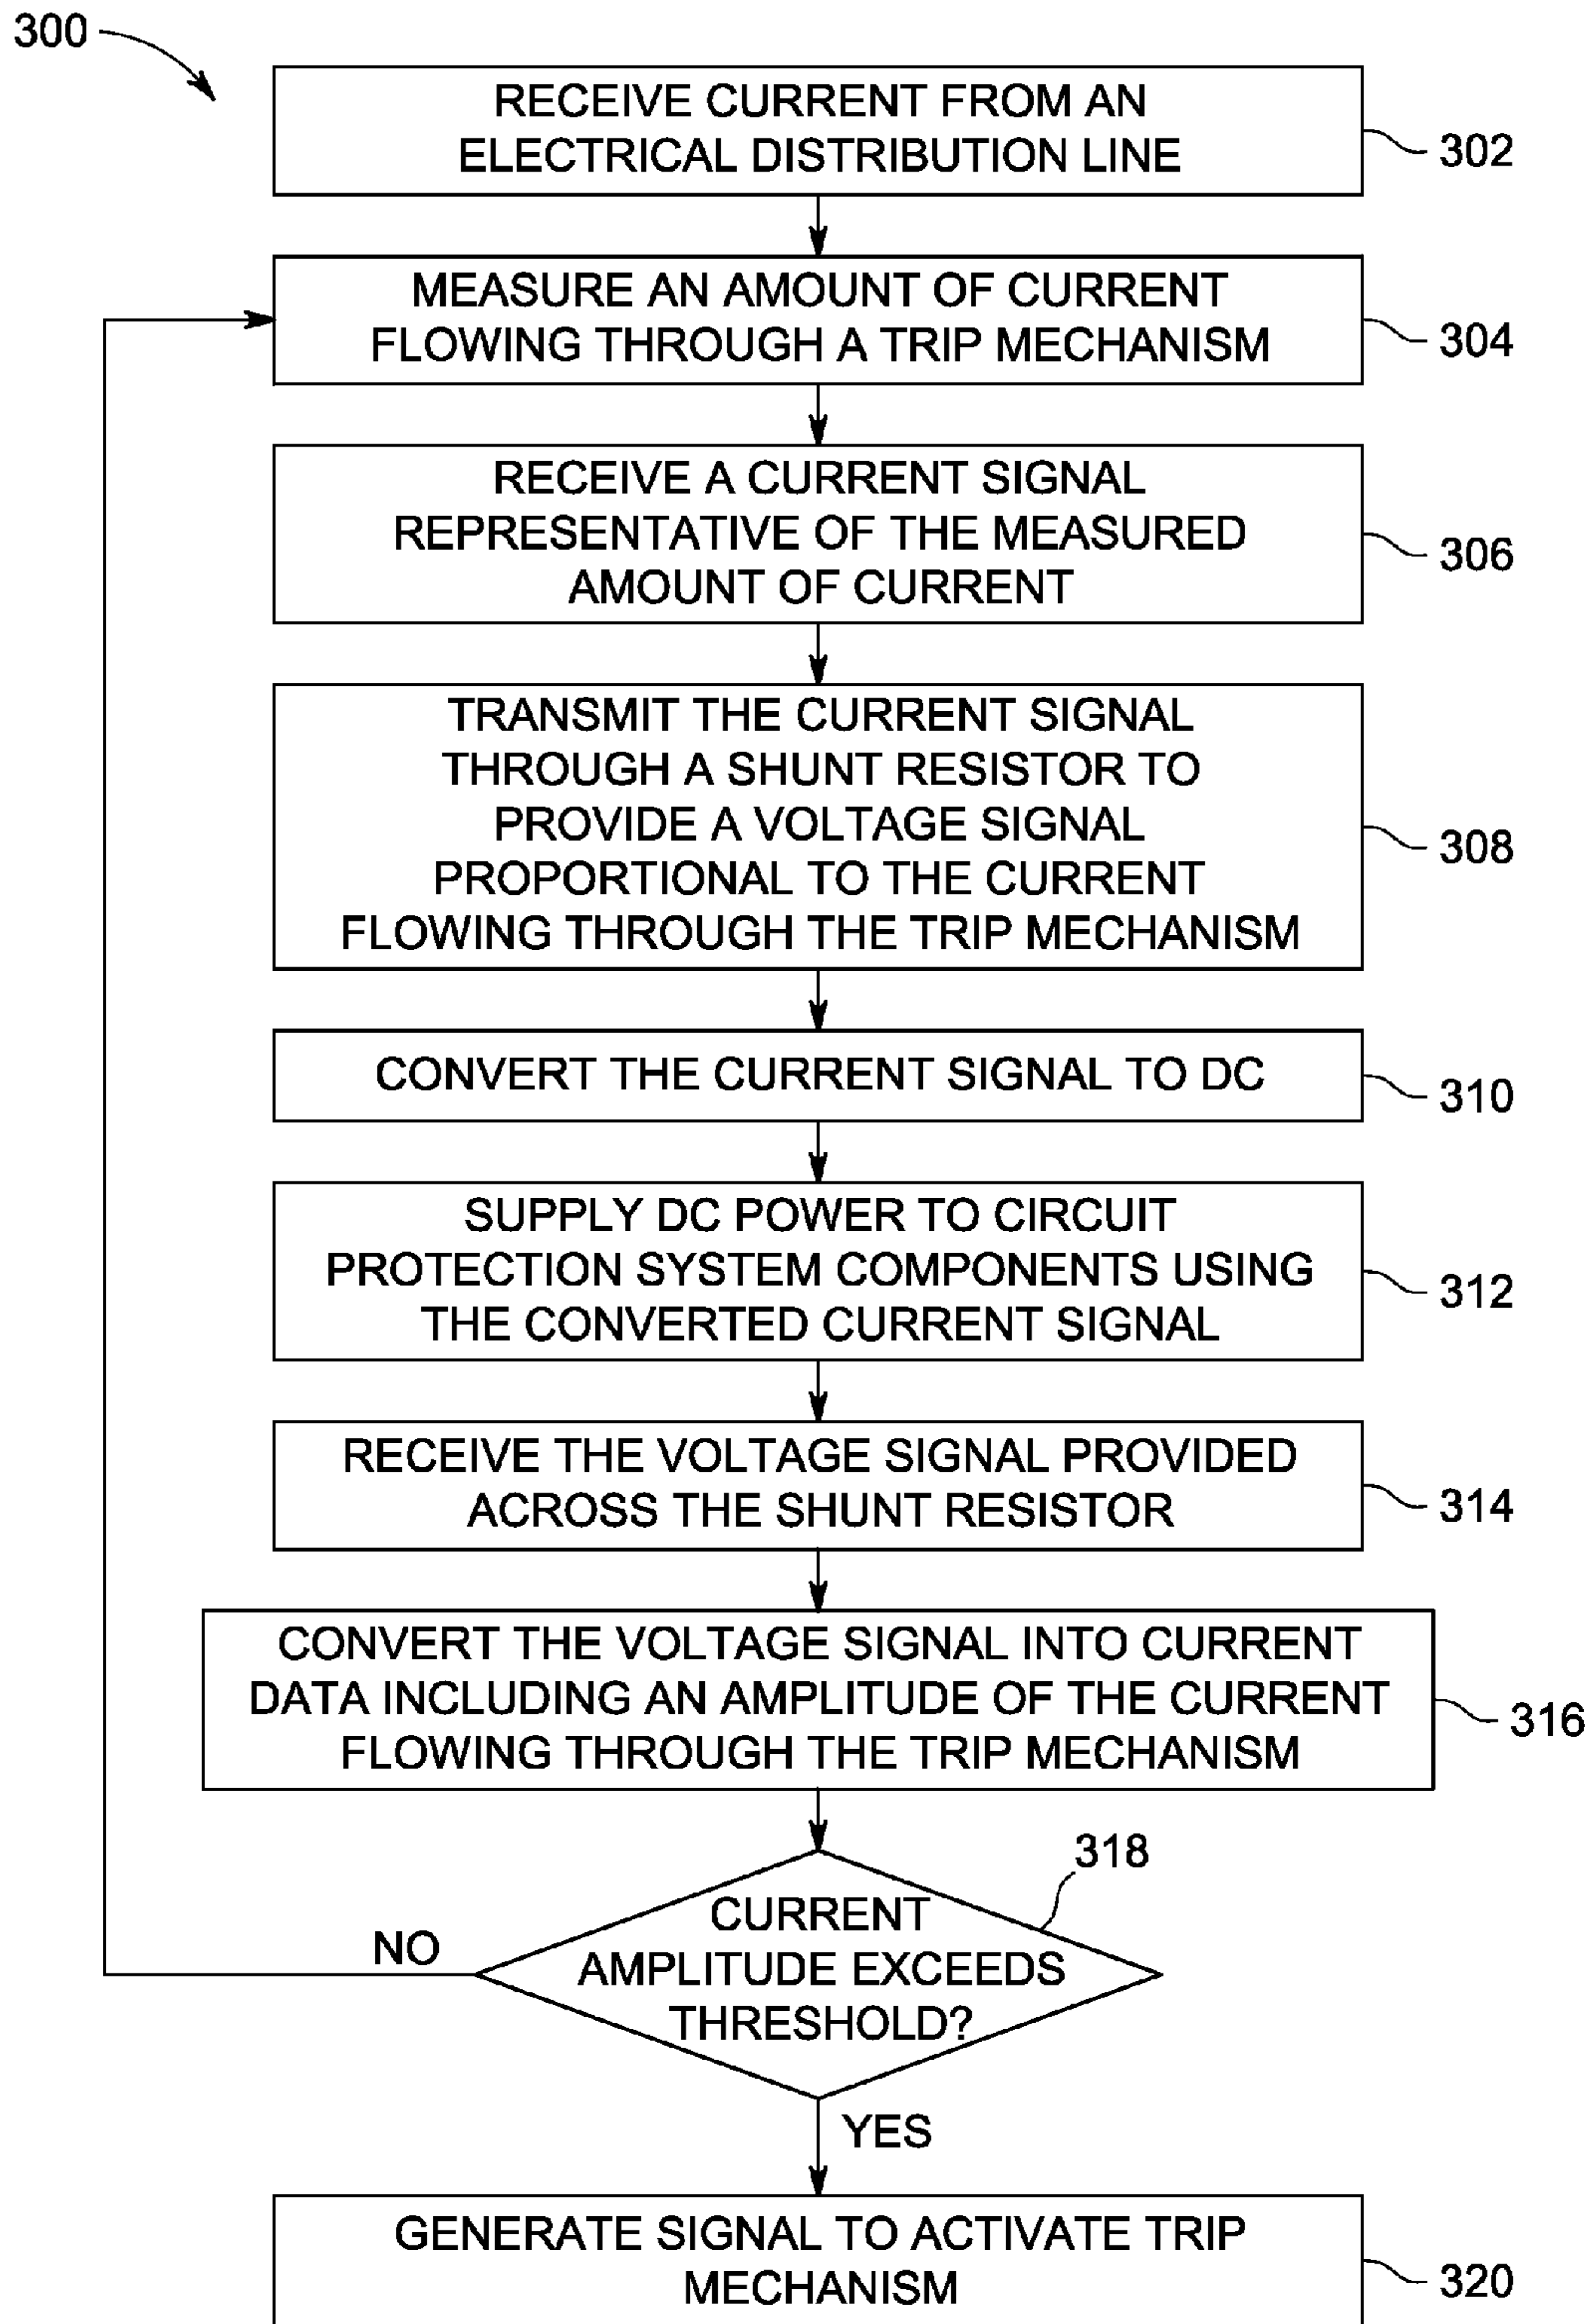 300
RECEIVE CURRENT FROM AN
ELECTRICAL DISTRIBUTION LINE
302
MEASURE AN AMOUNT OF CURRENT
FLOWING THROUGH A TRIP MECHANISM
304
RECEIVE A CURRENT SIGNAL
REPRESENTATIVE OF THE MEASURED
AMOUNT OF CURRENT
306
TRANSMIT THE CURRENT SIGNAL
THROUGH A SHUNT RESISTOR TO
PROVIDE A VOLTAGE SIGNAL
PROPORTIONAL TO THE CURRENT
FLOWING THROUGH THE TRIP MECHANISM
308
CONVERT THE CURRENT SIGNAL TO DC
310
SUPPLY DC POWER TO CIRCUIT
PROTECTION SYSTEM COMPONENTS USING
THE CONVERTED CURRENT SIGNAL
312
RECEIVE THE VOLTAGE SIGNAL PROVIDED
ACROSS THE SHUNT RESISTOR
314
CONVERT THE VOLTAGE SIGNAL INTO CURRENT
DATA INCLUDING AN AMPLITUDE OF THE CURRENT
FLOWING THROUGH THE TRIP MECHANISM
316
318
CURRENT
AMPLITUDE EXCEEDS
THRESHOLD?
NO
YES
GENERATE SIGNAL TO ACTIVATE TRIP
MECHANISM
320